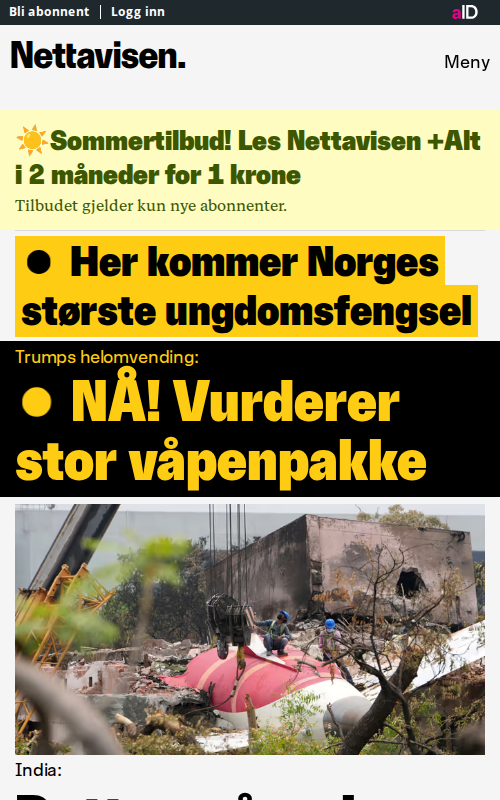 Bli abonnent | Logg inn
aID
Nettavisen.
Meny
☀️Sommertilbud! Les Nettavisen +Alt
i 2 måneder for 1 krone
Tilbudet gjelder kun nye abonnenter.
● Her kommer Norges
største ungdomsfengsel
Trumps helomvending:
● NÅ! Vurderer
stor våpenpakke
India: